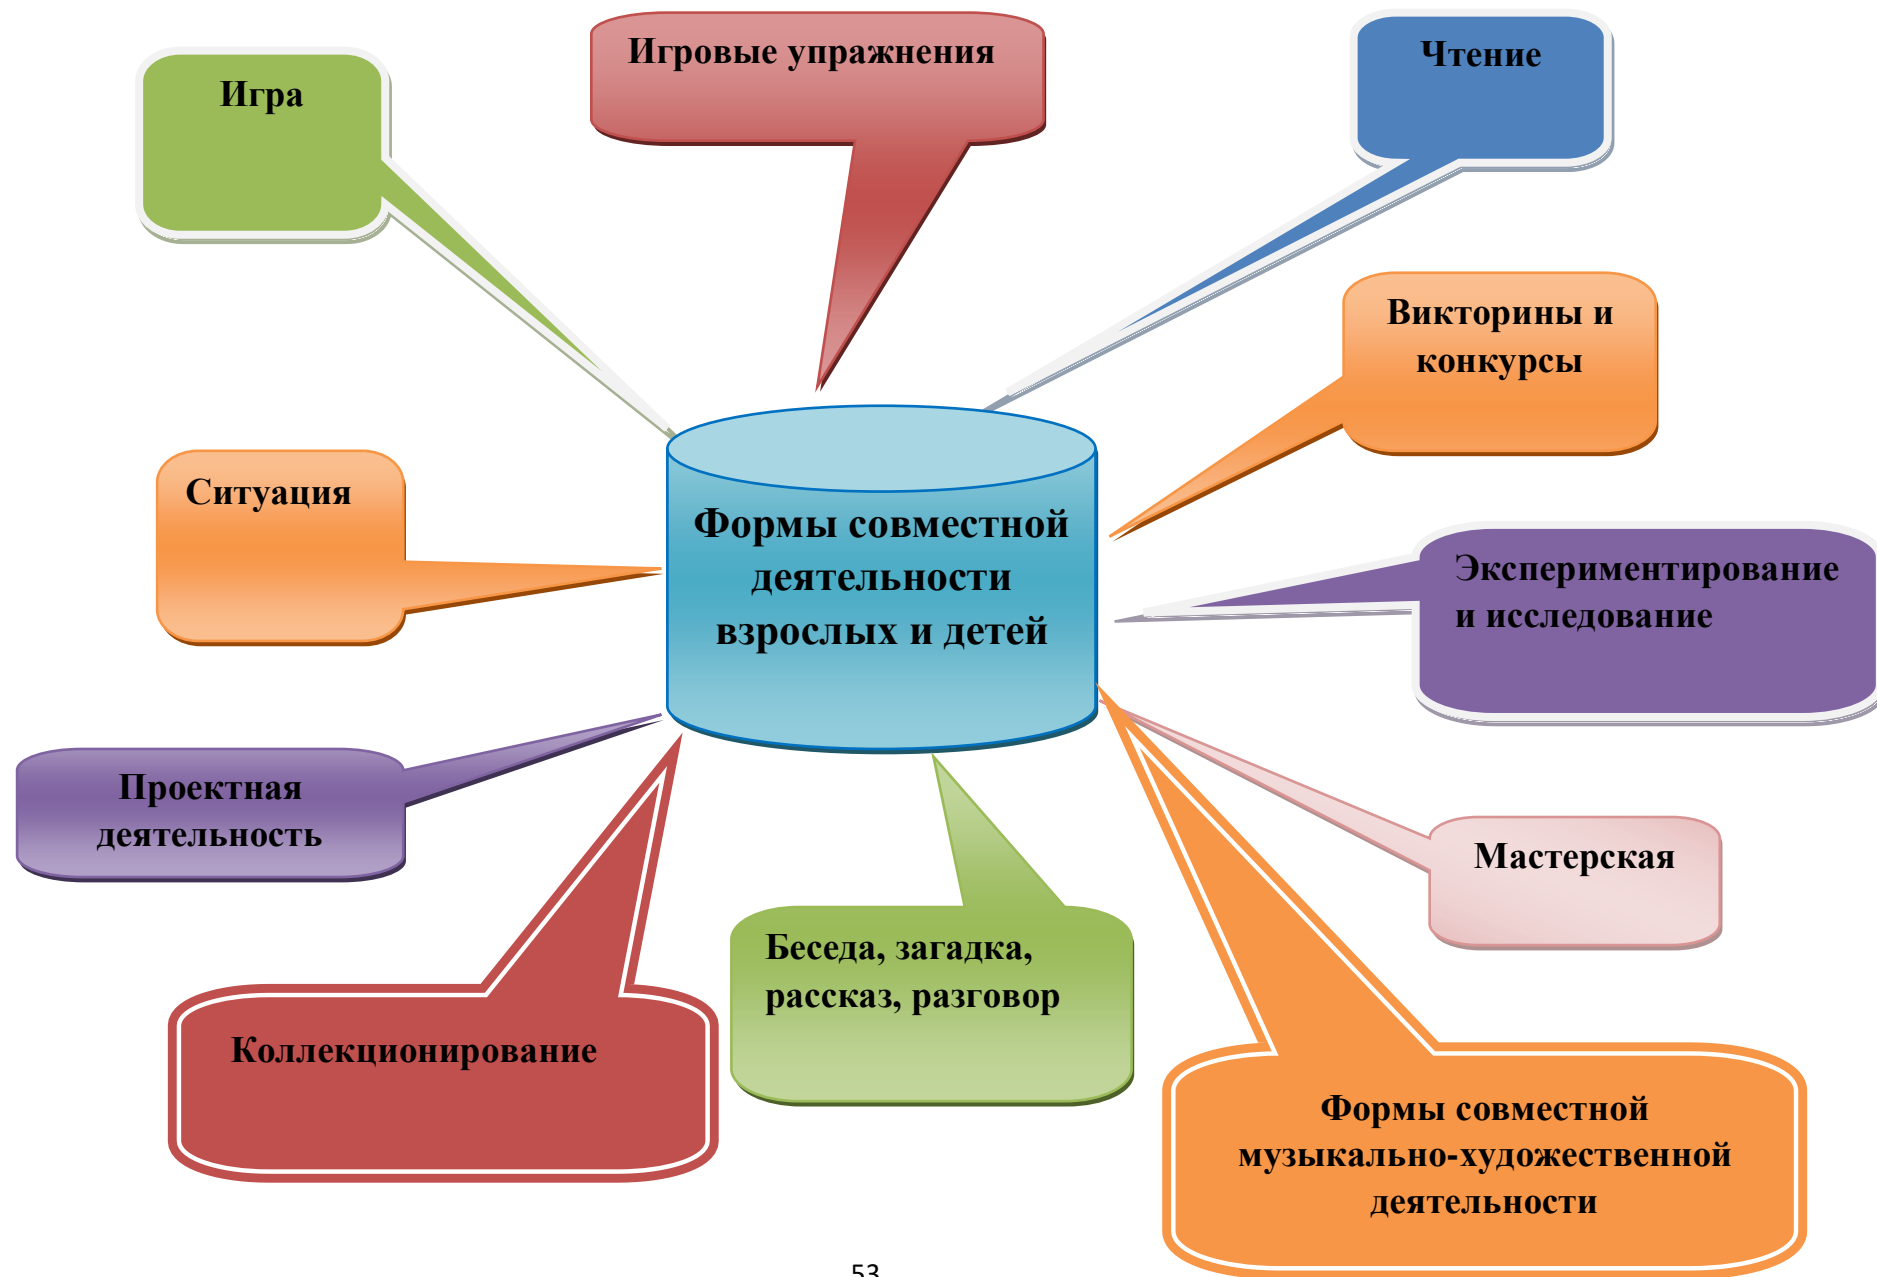 Игровые упражнения
Чтение
Игра
Викторины и
конкурсы
Ситуация
Формы совместной
деятельности
взрослых и детей
Экспериментирование
и исследование
Проектная
деятельность
Мастерская
Беседа, загадка,
рассказ, разговор
Коллекционирование
Формы совместной
музыкально-художественной
деятельности
53